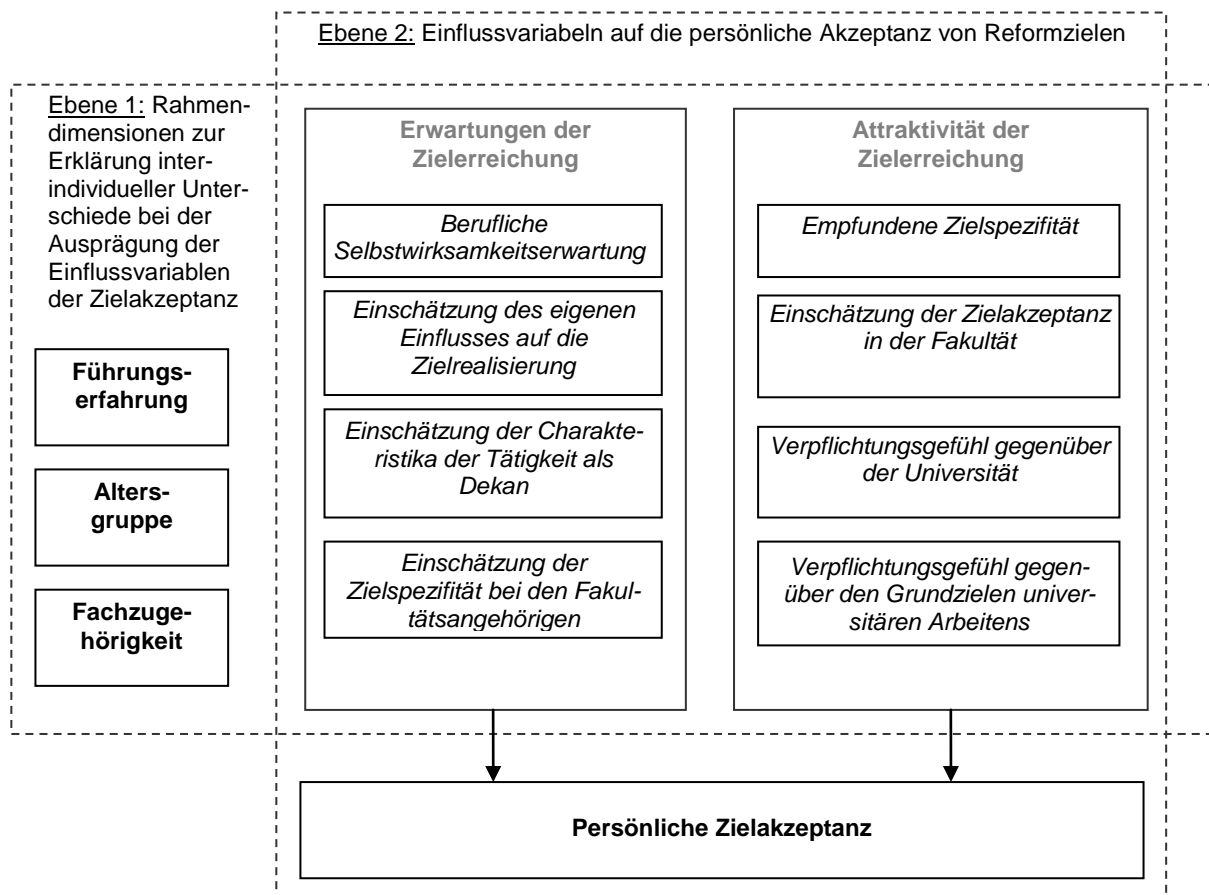 Ebene 2: Einflussvariabeln auf die persönliche Akzeptanz von Reformzielen
Ebene 1: Rahmen-
dimensionen zur
Erklärung inter-
individueller Unter-
schiede bei der
Ausprägung der
Einflussvariablen
der Zielakzeptanz
Führungs-
erfahrung
Alters-
gruppe
Fachzuge-
hörigkeit
Erwartungen der
Zielerreichung
Berufliche
Selbstwirksamkeitserwartung
Einschätzung des eigenen
Einflusses auf die
Zielrealisierung
Einschätzung der Charakte-
ristika der Tätigkeit als
Dekan
Einschätzung der
Zielspezifität bei den Fakul-
tätsangehörigen
Attraktivität der
Zielerreichung
Empfundene Zielspezifität
Einschätzung der Zielakzeptanz
in der Fakultät
Verpflichtungsgefühl gegenüber
der Universität
Verpflichtungsgefühl gegen-
über den Grundzielen univer-
sitären Arbeitens
Persönliche Zielakzeptanz